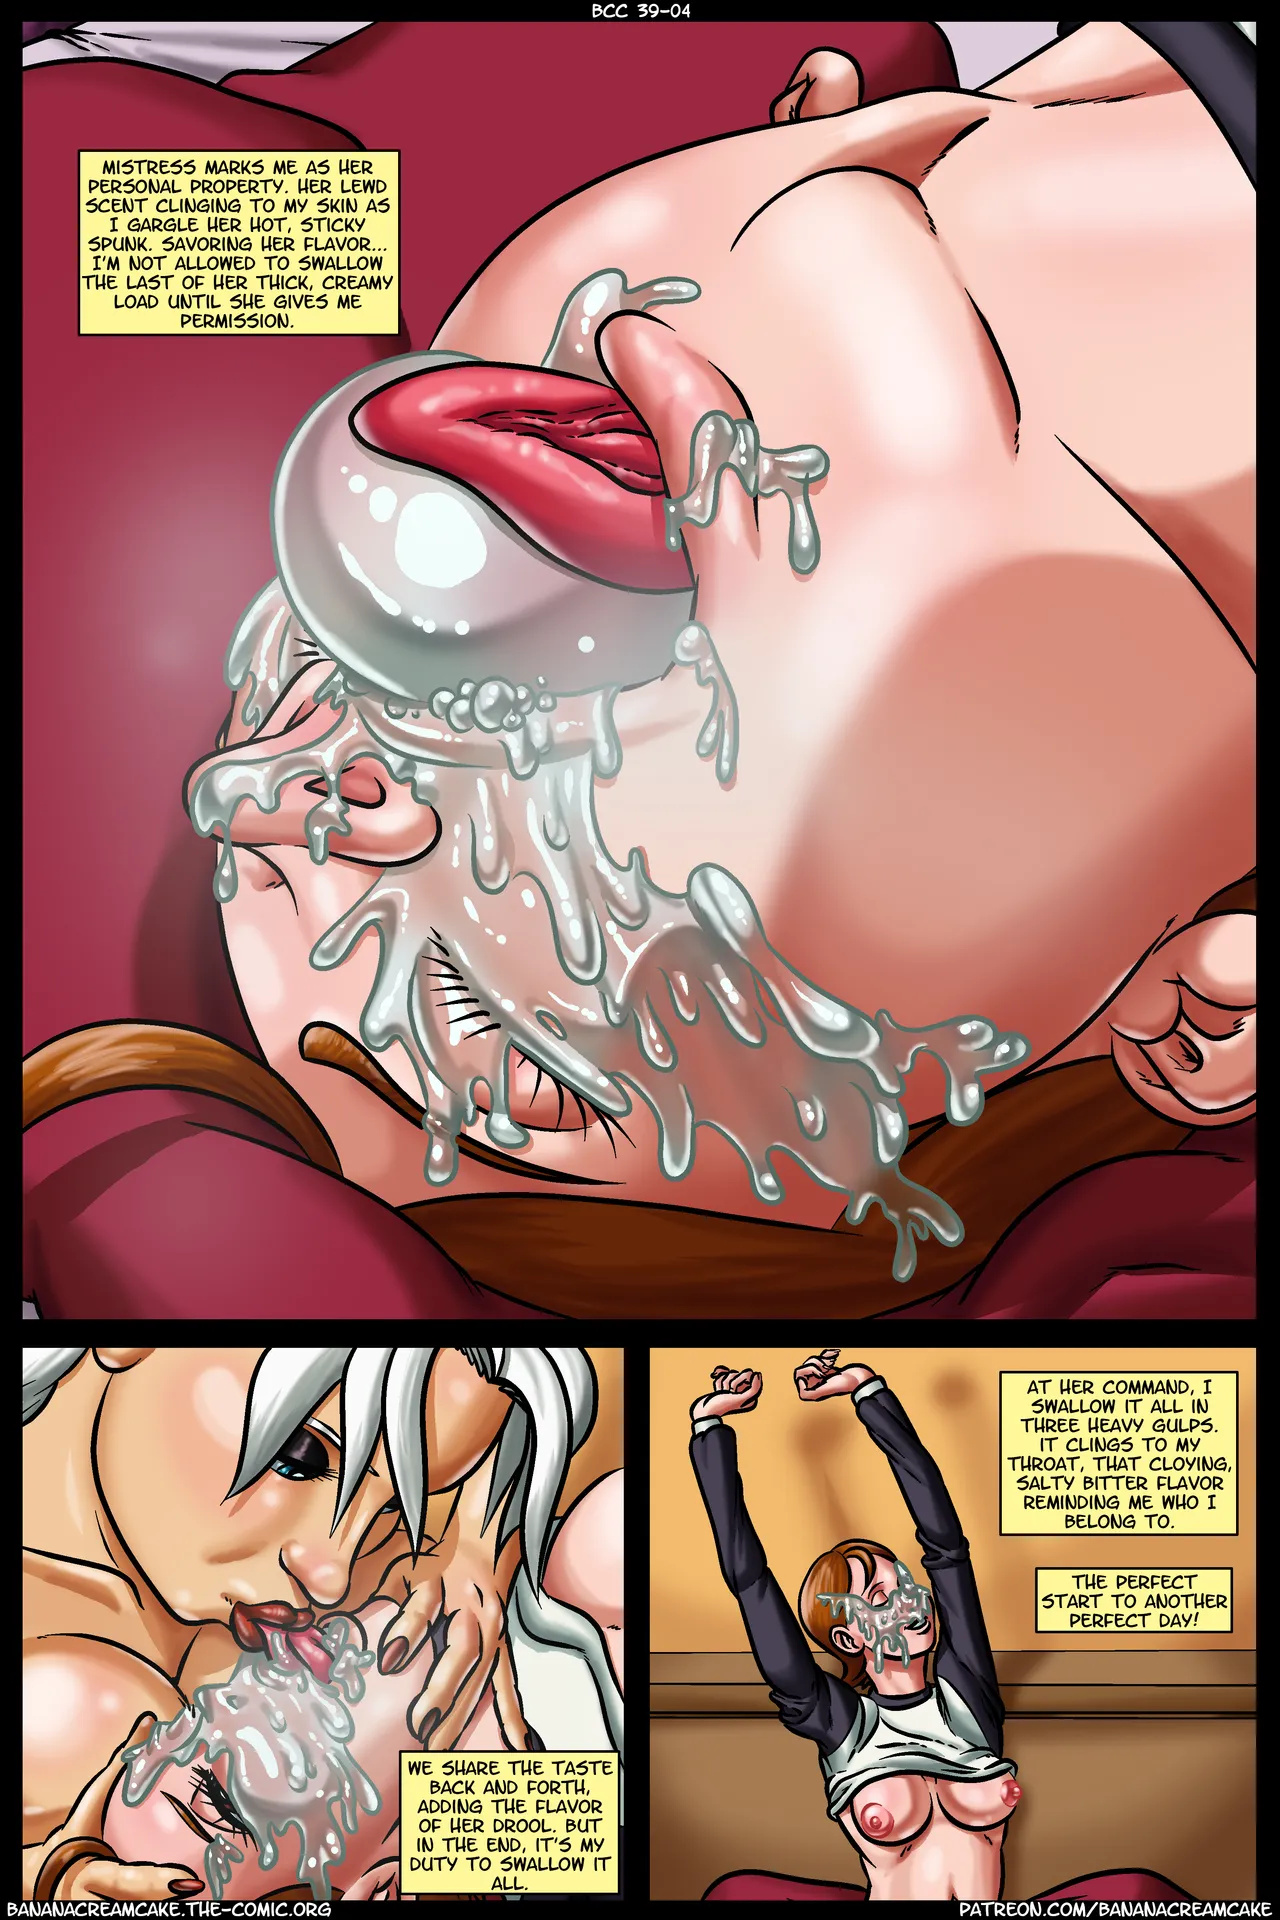 BCC 39-04
MISTRESS MARKS ME AS HER
PERSONAL PROPERTY. HER LEWD
SCENT CLINGING TO MY SKIN AS
I GARGLE HER HOT, STICKY
SPUNK. SAVORING HER FLAVOR...
I'M NOT ALLOWED TO SWALLOW
THE LAST OF HER THICK, CREAMY
LOAD UNTIL SHE GIVES ME
PERMISSION.
WE SHARE THE TASTE
BACK AND FORTH,
ADDING THE FLAVOR
OF HER DROOL. BUT
IN THE END, IT'S MY
DUTY TO SWALLOW IT
ALL.
AT HER COMMAND, I
SWALLOW IT ALL IN
THREE HEAVY GULPS.
IT CLINGS TO MY
THROAT, THAT CLOYING,
SALTY BITTER FLAVOR
REMINDING ME WHO I
BELONG TO.
THE PERFECT
START TO ANOTHER
PERFECT DAY!
BANANACREAMCAKE.THE-COMIC.ORG
PATREON.COM/BANANACREAMCAKE